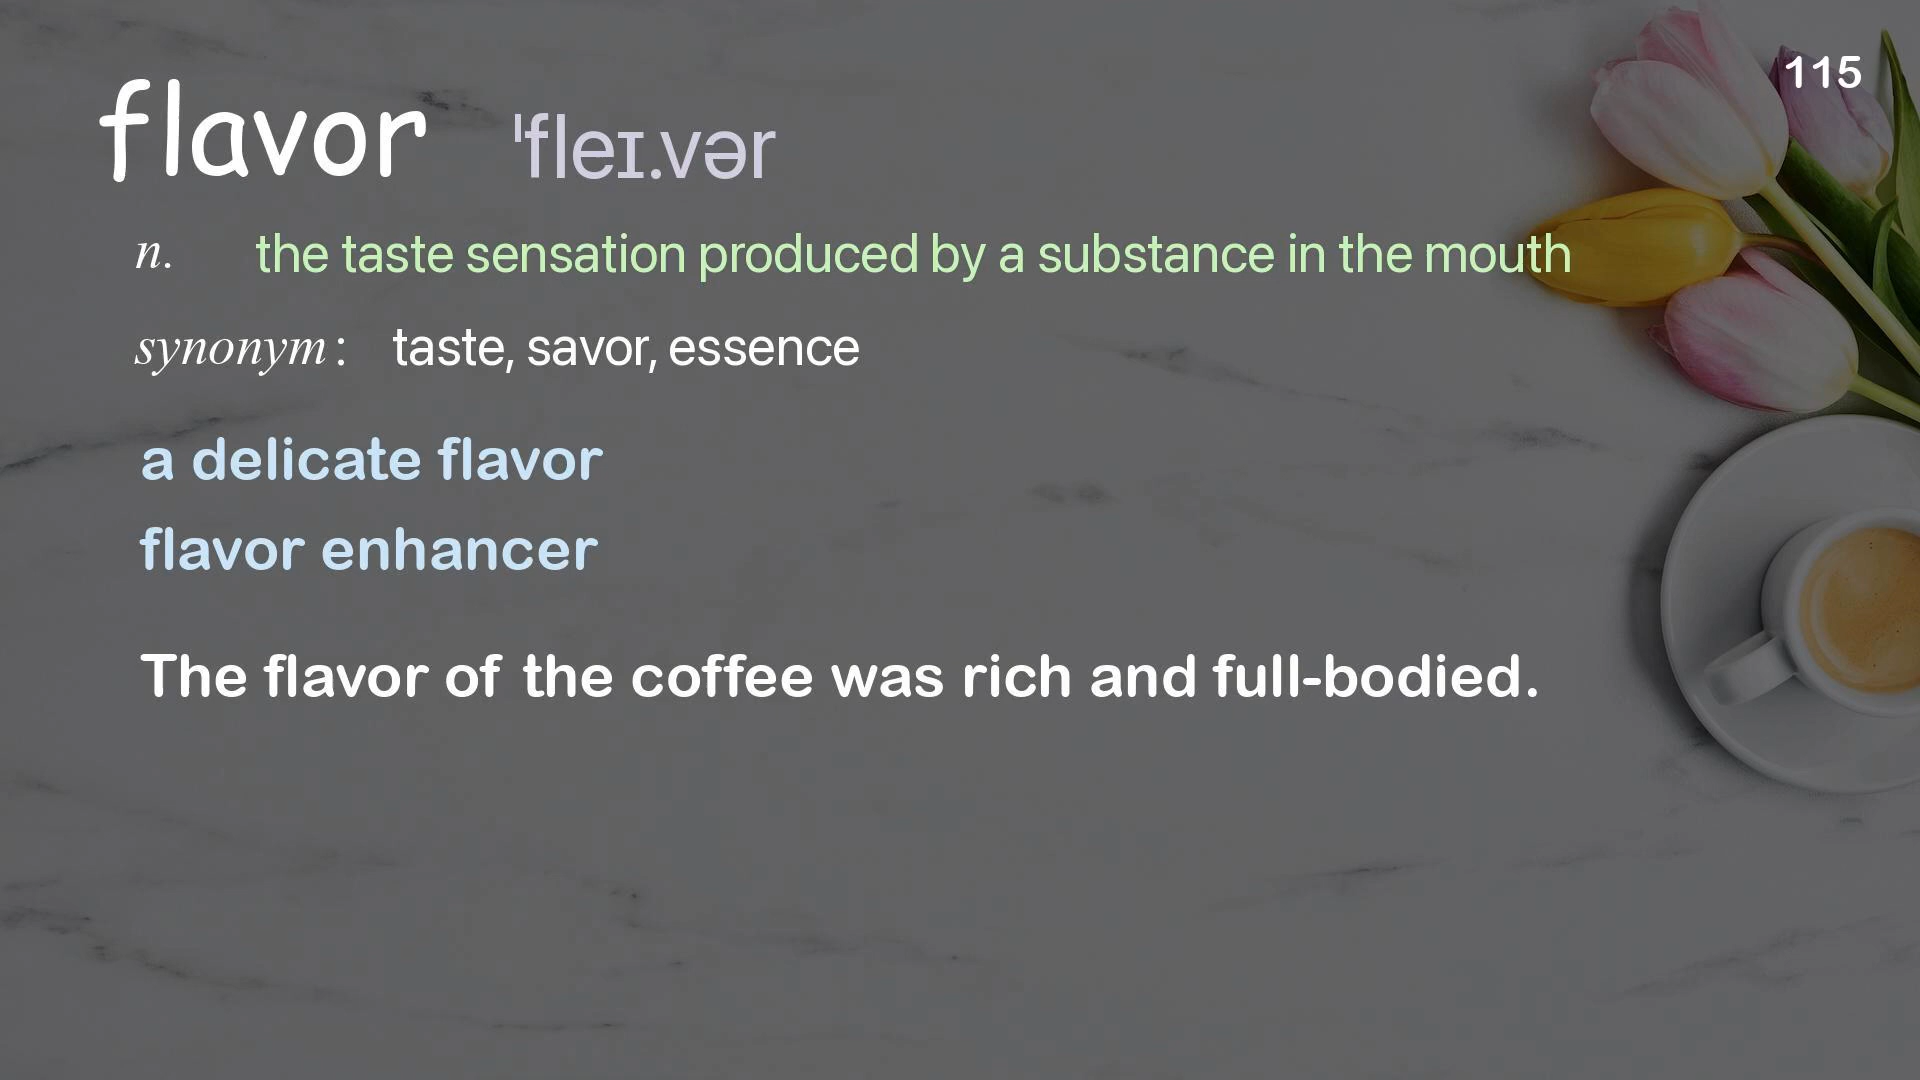 115
flavor ˈfleɪ.vər
n. the taste sensation produced by a substance in the mouth
synonym: taste, savor, essence
a delicate flavor
flavor enhancer
The flavor of the coffee was rich and full-bodied.